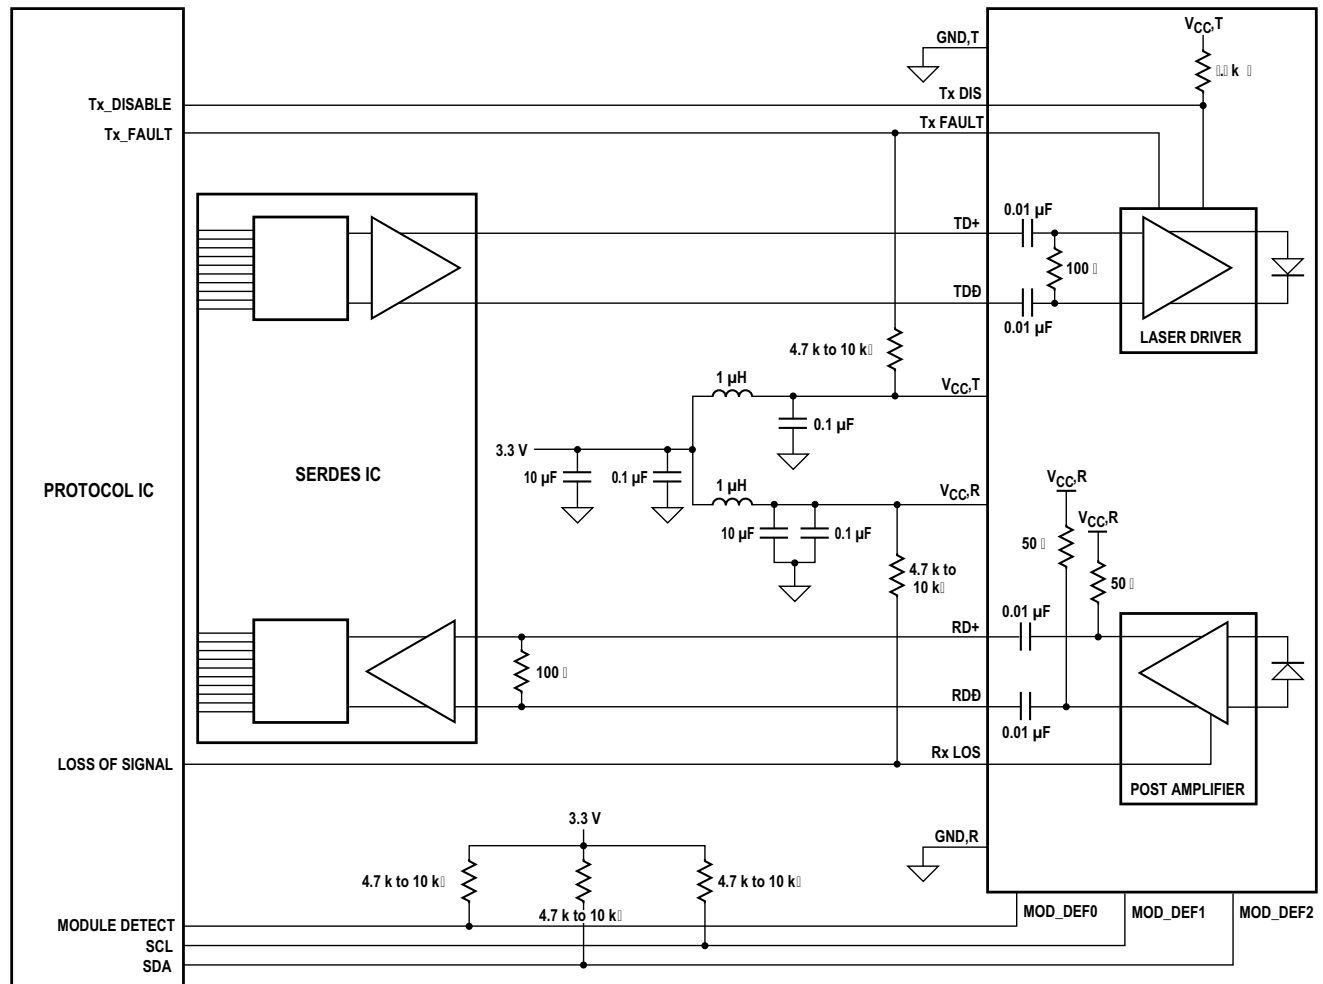 GND,T
VCC,T
.  k
Tx_DISABLE
Tx DIS
Tx_FAULT
Tx FAULT
0.01 µF
TD+
100
TDÐ
0.01 µF
LASER DRIVER
4.7 k to 10 k
1 µH
VCC,T
0.1 µF
3.3 V
10 µF
0.1 µF
SERDES IC
PROTOCOL IC
1 µH
VCC,R
10 µF
0.1 µF
VCC,R
VCC,R
50
50
4.7 k to
10 k
0.01 µF
RD+
100
RDÐ
0.01 µF
LOSS OF SIGNAL
Rx LOS
POST AMPLIFIER
3.3 V
GND,R
4.7 k to 10 k
4.7 k to 10 k
4.7 k to 10 k
MOD_DEF0
MOD_DEF1
MOD_DEF2
MODULE DETECT
SCL
SDA